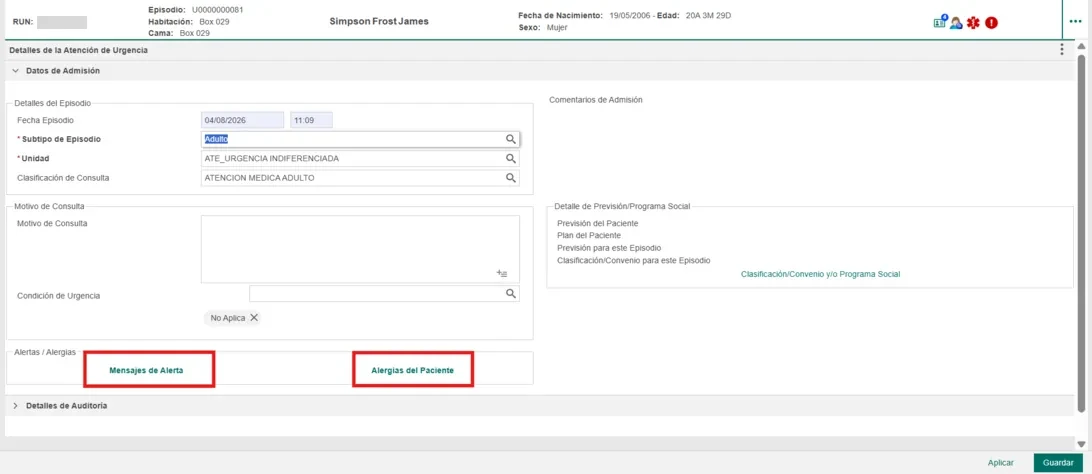 Episodio: U0000000081
RUN:
Habitación: Box 029
Cama: Box 029
Simpson Frost James
Fecha de Nacimiento: 19/05/2006 - Edad: 20A 3M 29D
Sexo: Mujer
4
Detalles de la Atención de Urgencia
Datos de Admisión
Detalles del Episodio
Fecha Episodio 04/08/2026 11:09
* Subtipo de Episodio Adulto
* Unidad ATE_URGENCIA INDIFERENCIADA
Clasificación de Consulta ATENCION MEDICA ADULTO
Comentarios de Admisión
Motivo de Consulta
Motivo de Consulta
Condición de Urgencia
No Aplica
Detalle de Previsión/Programa Social
Previsión del Paciente
Plan del Paciente
Previsión para este Episodio
Clasificación/Convenio para este Episodio
Clasificación/Convenio y/o Programa Social
Alertas / Alergias
Mensajes de Alerta Alergias del Paciente
Detalles de Auditoría
Aplicar Guardar